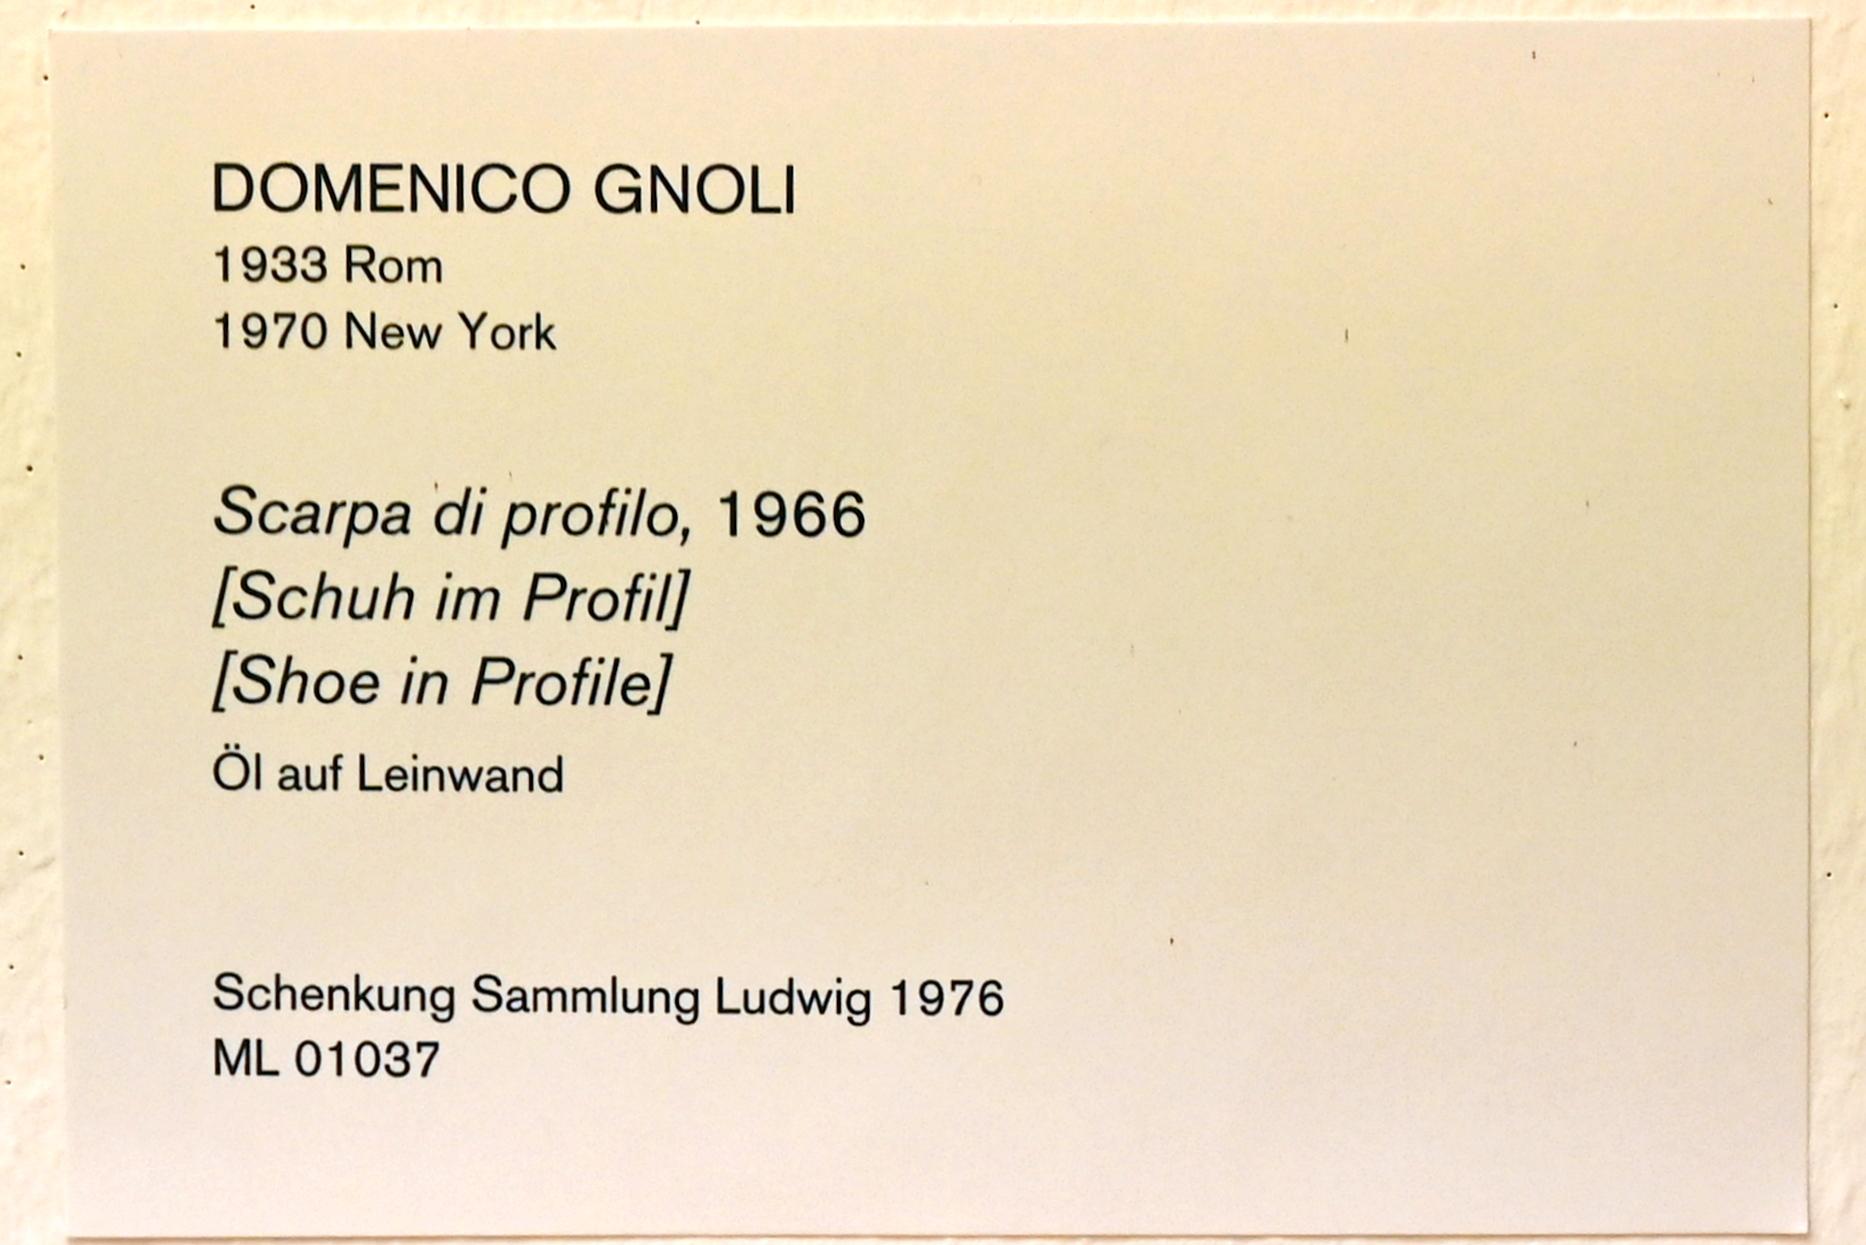 DOMENICO GNOLI
1933 Rom
1970 New York
Scarpa di profilo, 1966
[Schuh im Profil]
[Shoe in Profile]
Öl auf Leinwand
Schenkung Sammlung Ludwig 1976
ML 01037